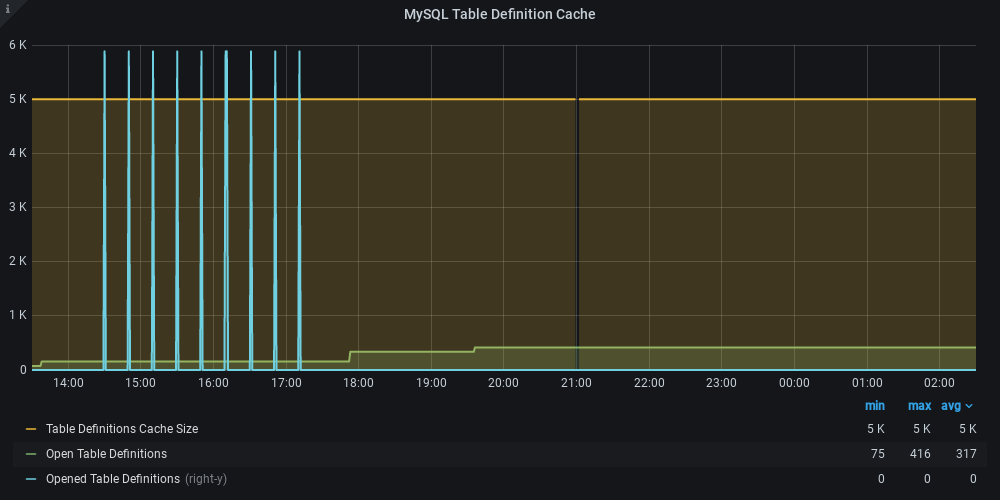 i
MySQL Table Definition Cache
6 K
5 K
4 K
3 K
2 K
1 K
0
14:00 15:00 16:00 17:00 18:00 19:00 20:00 21:00 22:00 23:00 00:00 01:00 02:00
min max avg
Table Definitions Cache Size 5 K 5 K 5 K
Open Table Definitions 75 416 317
Opened Table Definitions (right-y) 0 0 0